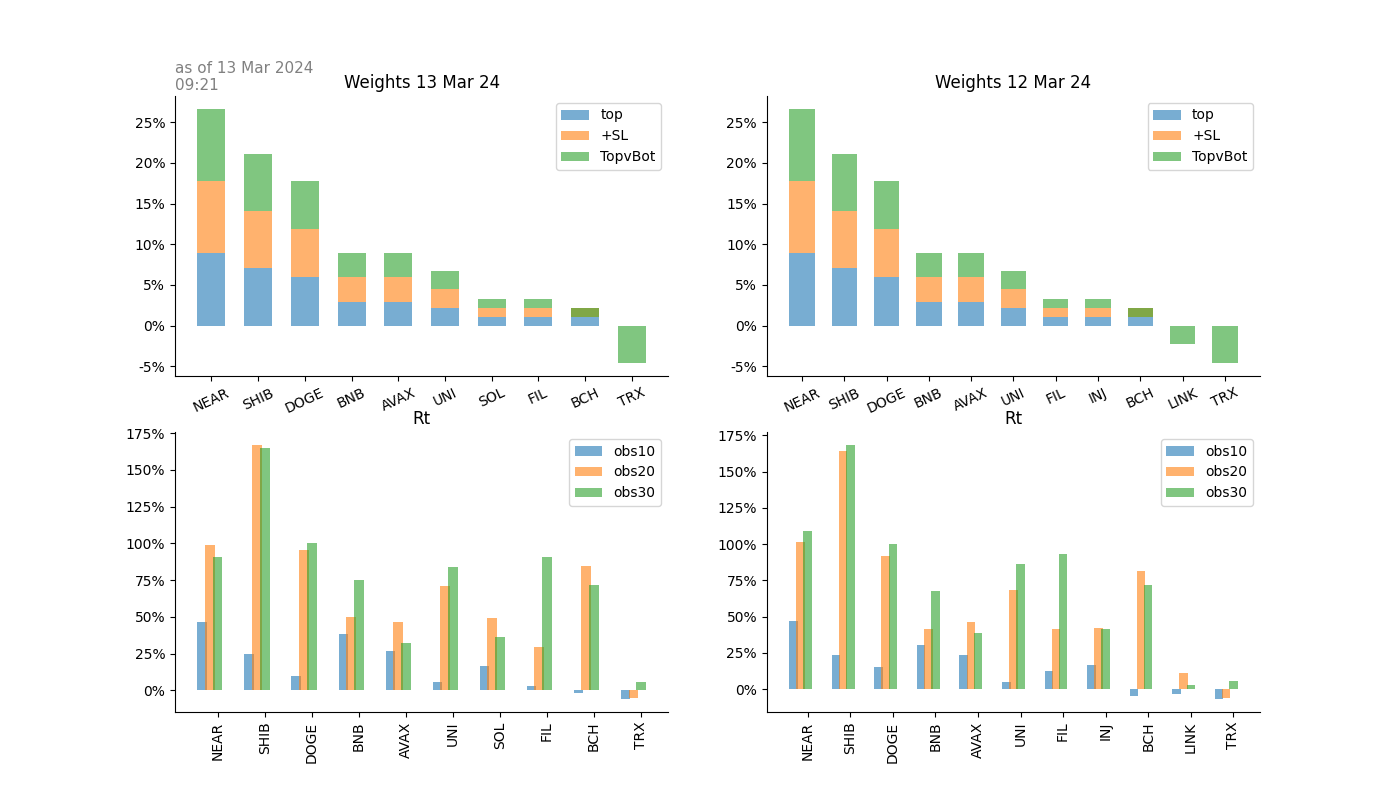 as of 13 Mar 2024
09:21
Weights 13 Mar 24
25%
20%
15%
10%
5%
0%
-5%
top
+SL
TopvBot
NEAR SHIB DOGE BNB AVAX UNI SOL FIL BCH TRX
Weights 12 Mar 24
25%
20%
15%
10%
5%
0%
-5%
top
+SL
TopvBot
NEAR SHIB DOGE BNB AVAX UNI FIL INJ BCH LINK TRX
Rt
175%
150%
125%
100%
75%
50%
25%
0%
obs10
obs20
obs30
NEAR SHIB DOGE BNB AVAX UNI SOL FIL BCH TRX
Rt
175%
150%
125%
100%
75%
50%
25%
0%
obs10
obs20
obs30
NEAR SHIB DOGE BNB AVAX UNI FIL INJ BCH LINK TRX